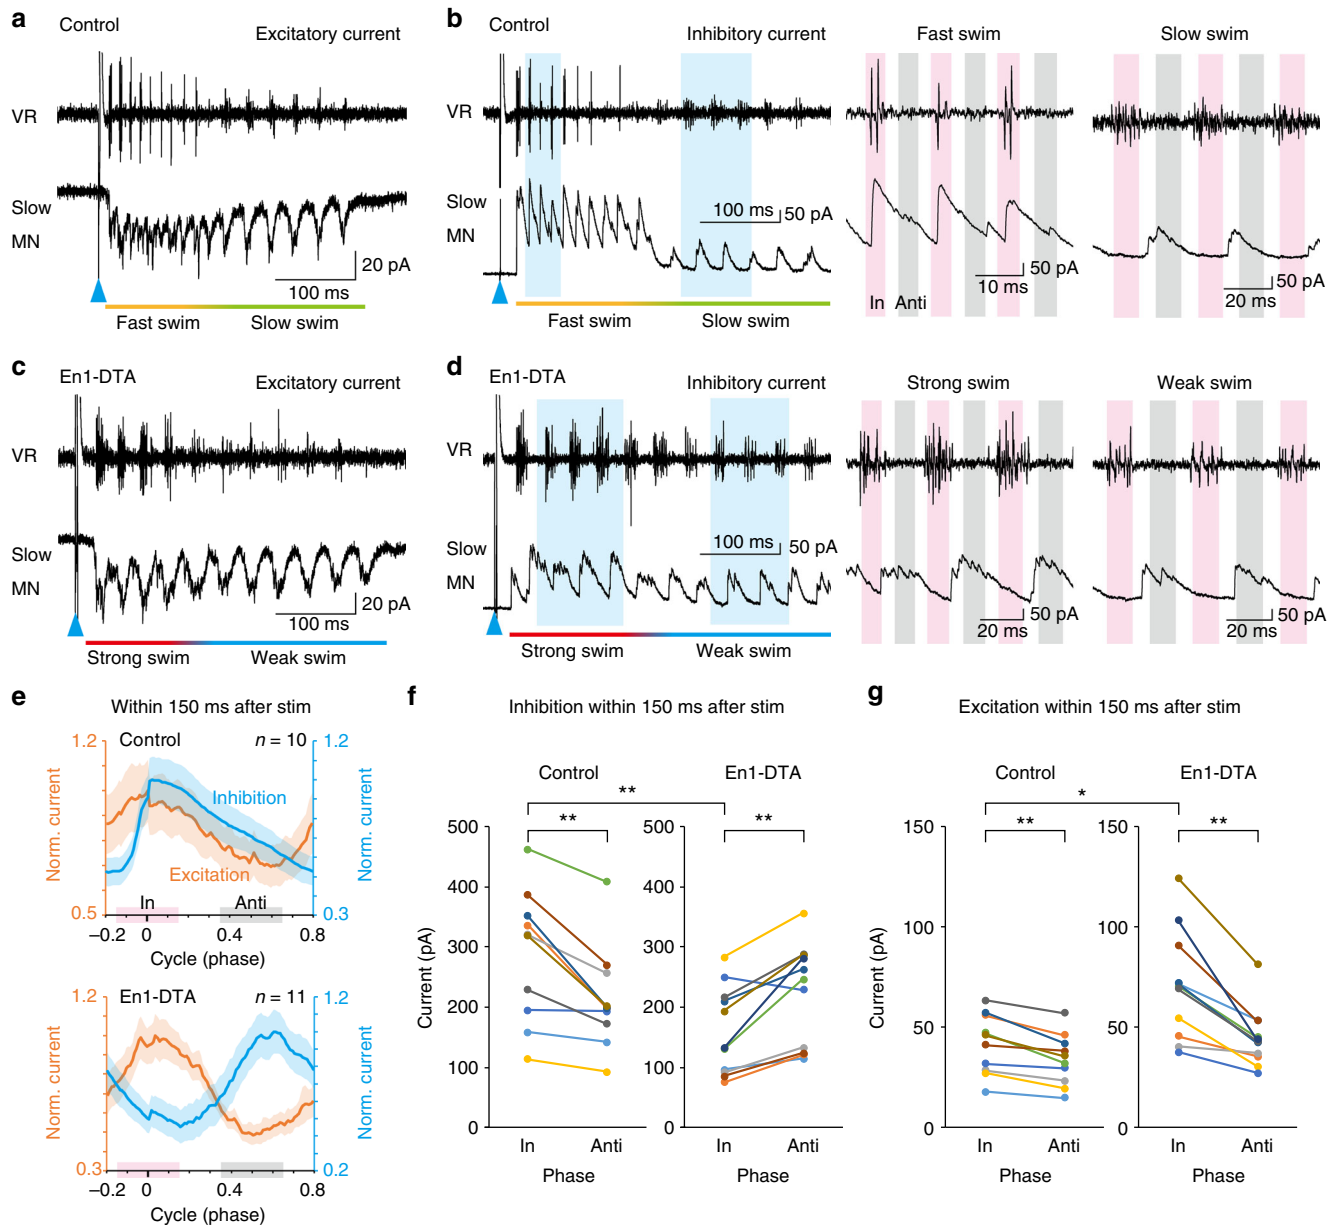 a
Control
Excitatory current
VR
Slow
MN
20 pA
100 ms
Fast swim
Slow swim
b
Control
Inhibitory current
Fast swim
Slow swim
VR
Slow
MN
100 ms
50 pA
50 pA
10 ms
50 pA
20 ms
In
Anti
Fast swim
Slow swim
c
En1-DTA
Excitatory current
VR
Slow
MN
20 pA
100 ms
Strong swim
Weak swim
d
En1-DTA
Inhibitory current
Strong swim
Weak swim
VR
Slow
MN
100 ms
50 pA
50 pA
20 ms
50 pA
20 ms
Strong swim
Weak swim
e
Within 150 ms after stim
1.2
Control
n = 10
1.2
Norm. current
Inhibition
Excitation
Norm. current
In
Anti
0.5
0.3
–0.2 0 0.4 0.8
Cycle (phase)
1.2
En1-DTA
n = 11
1.2
Norm. current
Norm. current
0.3
0.2
–0.2 0 0.4 0.8
Cycle (phase)
f
Inhibition within 150 ms after stim
Control
En1-DTA
**
**
**
500
400
300
200
100
0
Current (pA)
500
400
300
200
100
0
In Anti
Phase
In Anti
Phase
g
Excitation within 150 ms after stim
Control
En1-DTA
*
**
**
150
100
50
0
Current (pA)
150
100
50
0
In Anti
Phase
In Anti
Phase